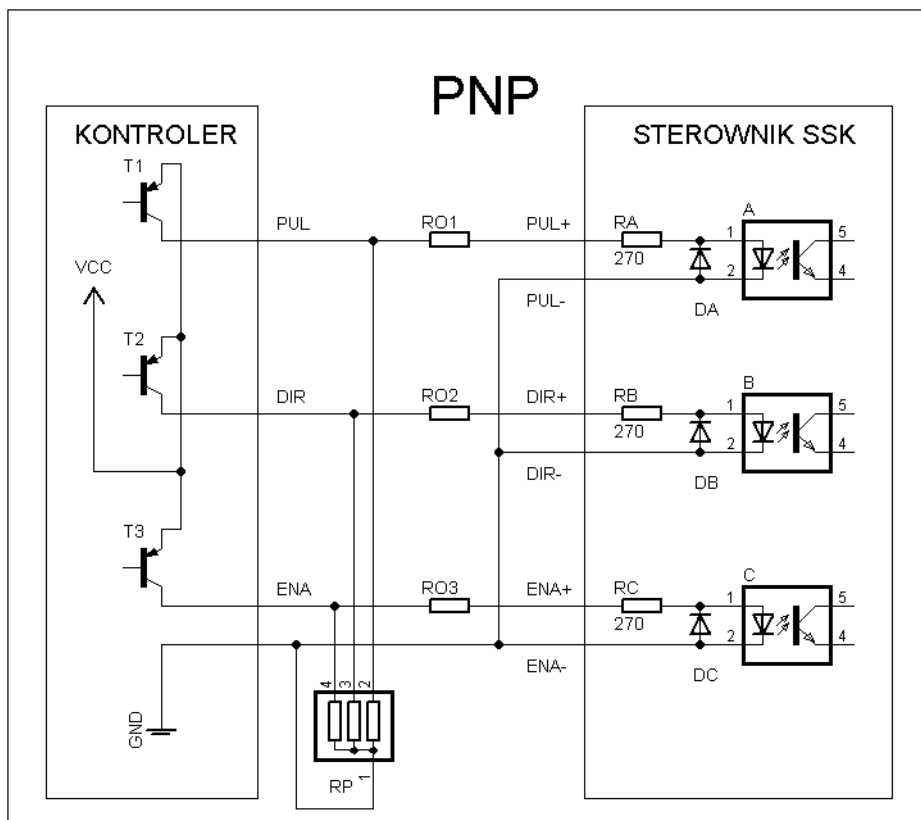 PNP
KONTROLER
STEROWNIK SSK
T1
PUL
RO1
PUL+
RA
270
A
1
2
5
4
VCC
PUL-
DA
T2
DIR
RO2
DIR+
RB
270
B
1
2
5
4
DIR-
DB
T3
ENA
RO3
ENA+
RC
270
C
1
2
5
4
ENA-
DC
GND
4
3
2
RP
1